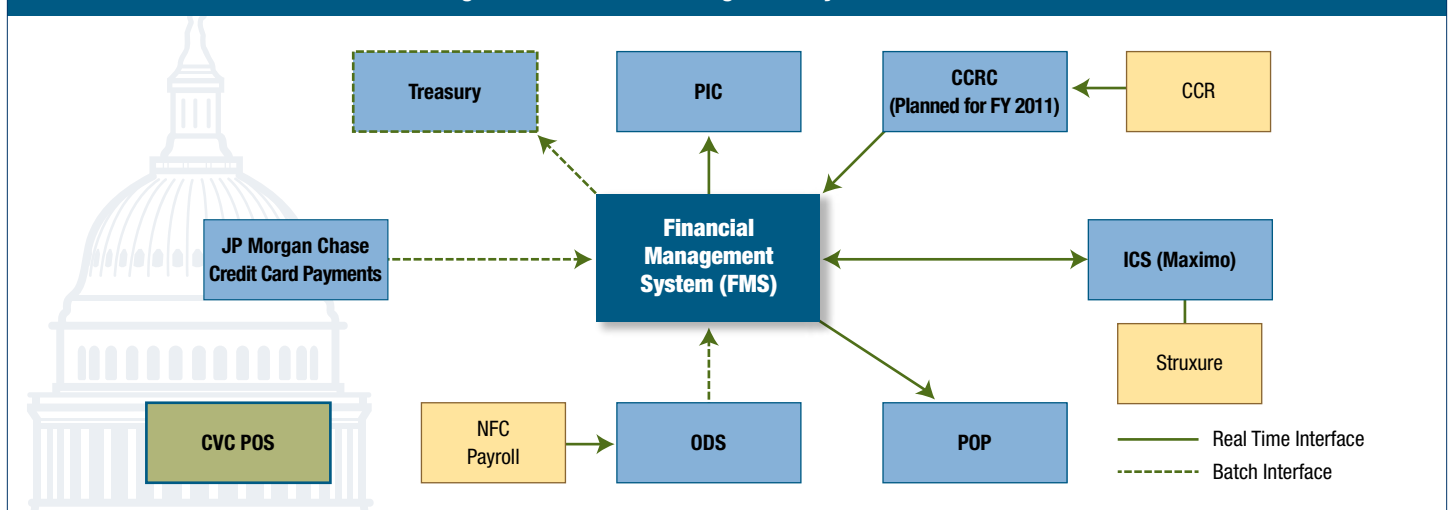 Treasury
PIC
CCRC
(Planned for FY 2011)
CCR
JP Morgan Chase
Credit Card Payments
Financial
Management
System (FMS)
ICS (Maximo)
Struxure
CVC POS
NFC
Payroll
ODS
POP
Real Time Interface
Batch Interface